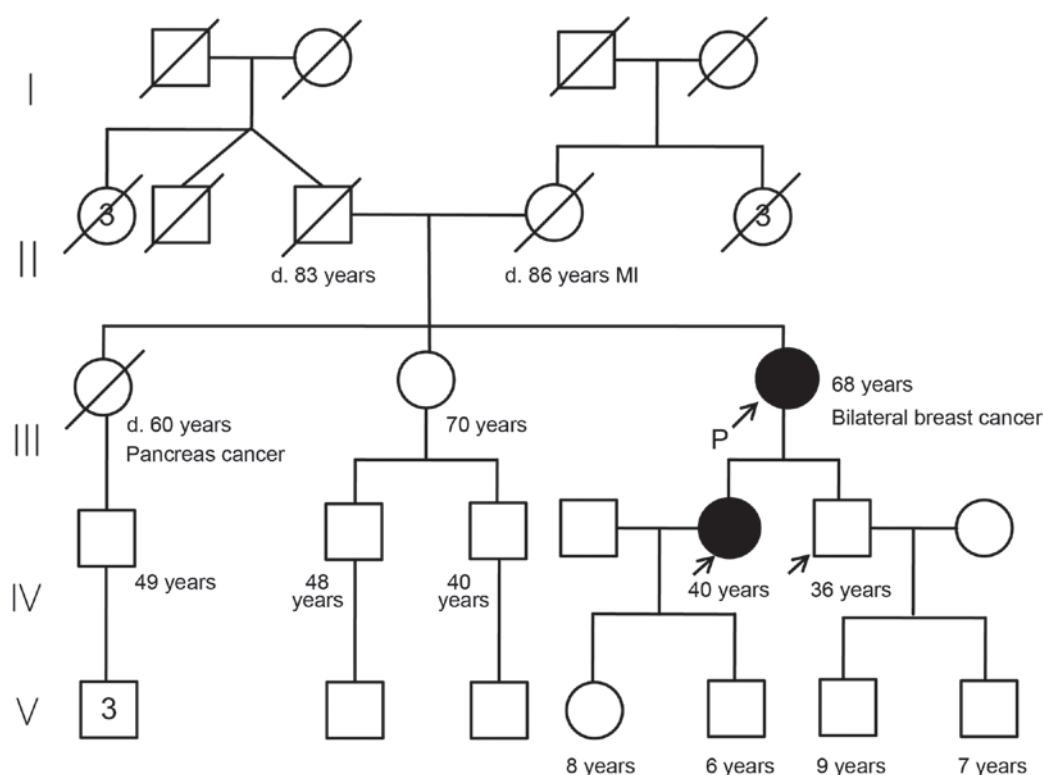 I
3
3
II
d. 83 years
d. 86 years MI
68 years
Bilateral breast cancer
P
III
d. 60 years
Pancreas cancer
70 years
IV
49 years
48
years
40
years
40 years
36 years
V
3
8 years
6 years
9 years
7 years